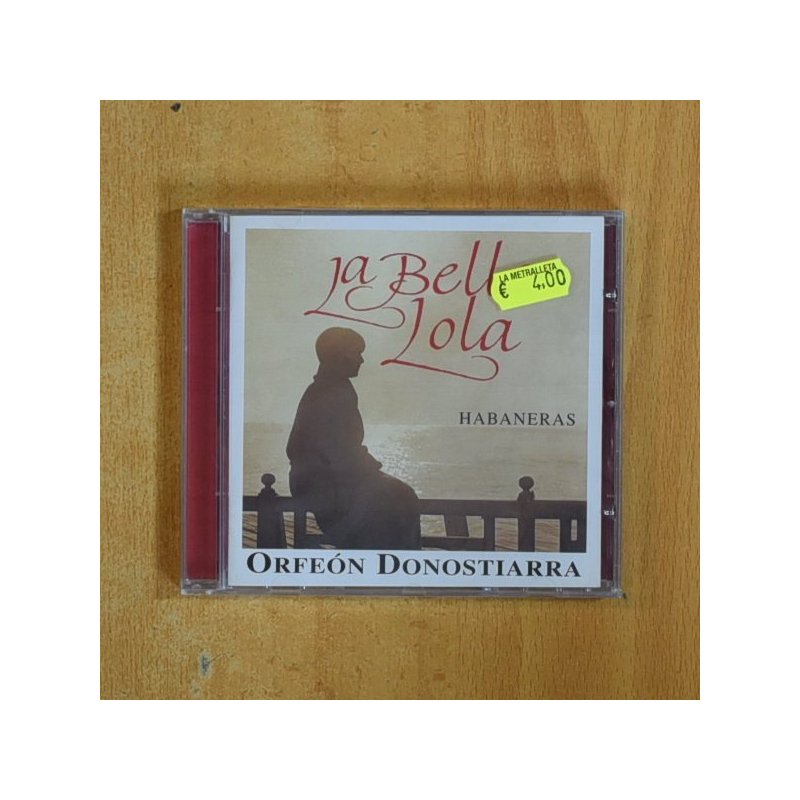 La Bell
Lola
LA METRALLETA
€ 4,00
HABANERAS
ORFEÓN DONOSTIARRA